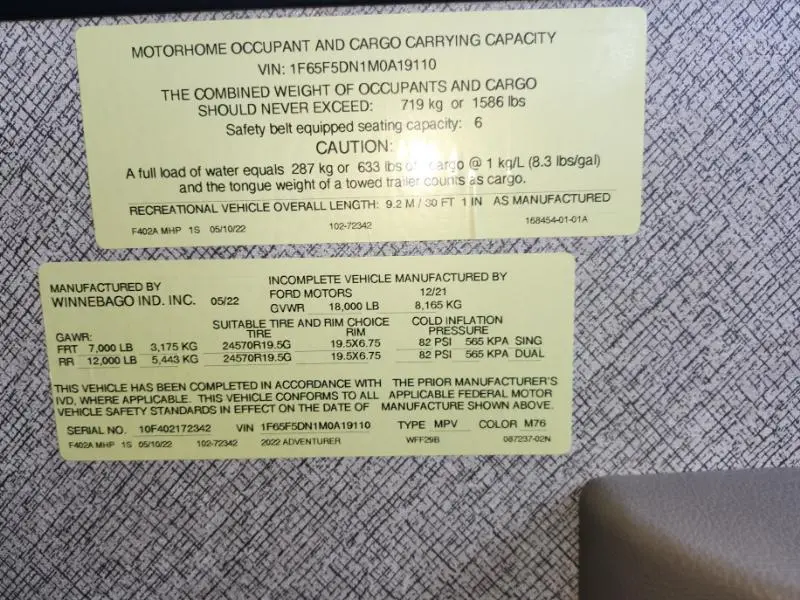 MOTORHOME OCCUPANT AND CARGO CARRYING CAPACITY
VIN: 1F65F5DN1M0A19110
THE COMBINED WEIGHT OF OCCUPANTS AND CARGO
SHOULD NEVER EXCEED: 719 kg or 1586 lbs
Safety belt equipped seating capacity: 6
CAUTION:
A full load of water equals 287 kg or 633 lbs of cargo @ 1 kg/L (8.3 lbs/gal)
and the tongue weight of a towed trailer counts as cargo.
RECREATIONAL VEHICLE OVERALL LENGTH: 9.2 M / 30 FT 1 IN AS MANUFACTURED
F402A MHP 1S 05/10/22 102-72342 168454-01-01A
MANUFACTURED BY INCOMPLETE VEHICLE MANUFACTURED BY
WINNEBAGO IND. INC. 05/22 FORD MOTORS 12/21
GVWR 18,000 LB 8,165 KG
SUITABLE TIRE AND RIM CHOICE COLD INFLATION
GAWR: TIRE RIM PRESSURE
FRT 7,000 LB 3,175 KG 24570R19.5G 19.5X6.75 82 PSI 565 KPA SING
RR 12,000 LB 5,443 KG 24570R19.5G 19.5X6.75 82 PSI 565 KPA DUAL
THIS VEHICLE HAS BEEN COMPLETED IN ACCORDANCE WITH THE PRIOR MANUFACTURER'S
IVD, WHERE APPLICABLE. THIS VEHICLE CONFORMS TO ALL APPLICABLE FEDERAL MOTOR
VEHICLE SAFETY STANDARDS IN EFFECT ON THE DATE OF MANUFACTURE SHOWN ABOVE.
SERIAL NO. 10F402172342 VIN 1F65F5DN1M0A19110 TYPE MPV COLOR M76
F402A MHP 1S 05/10/22 102-72342 2022 ADVENTURER WFF29B 087237-02N